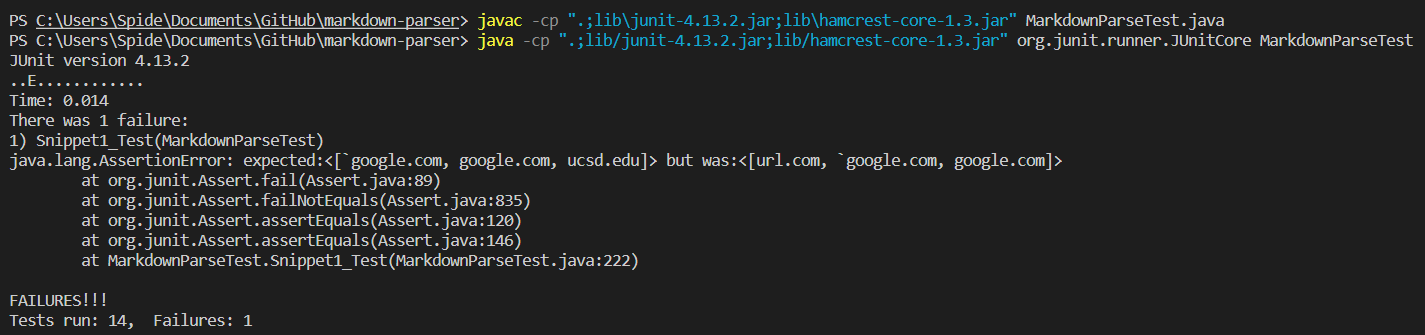 PS C:\Users\Spide\Documents\GitHub\markdown-parser> javac -cp ".;lib\junit-4.13.2.jar;lib\hamcrest-core-1.3.jar" MarkdownParseTest.java
PS C:\Users\Spide\Documents\GitHub\markdown-parser> java -cp ".;lib/junit-4.13.2.jar;lib/hamcrest-core-1.3.jar" org.junit.runner.JUnitCore MarkdownParseTest
JUnit version 4.13.2
..E............
Time: 0.014
There was 1 failure:
1) Snippet1_Test(MarkdownParseTest)
java.lang.AssertionError: expected:<[`google.com, google.com, ucsd.edu]> but was:<[url.com, `google.com, google.com]>
        at org.junit.Assert.fail(Assert.java:89)
        at org.junit.Assert.failNotEquals(Assert.java:835)
        at org.junit.Assert.assertEquals(Assert.java:120)
        at org.junit.Assert.assertEquals(Assert.java:146)
        at MarkdownParseTest.Snippet1_Test(MarkdownParseTest.java:222)
FAILURES!!!
Tests run: 14,  Failures: 1